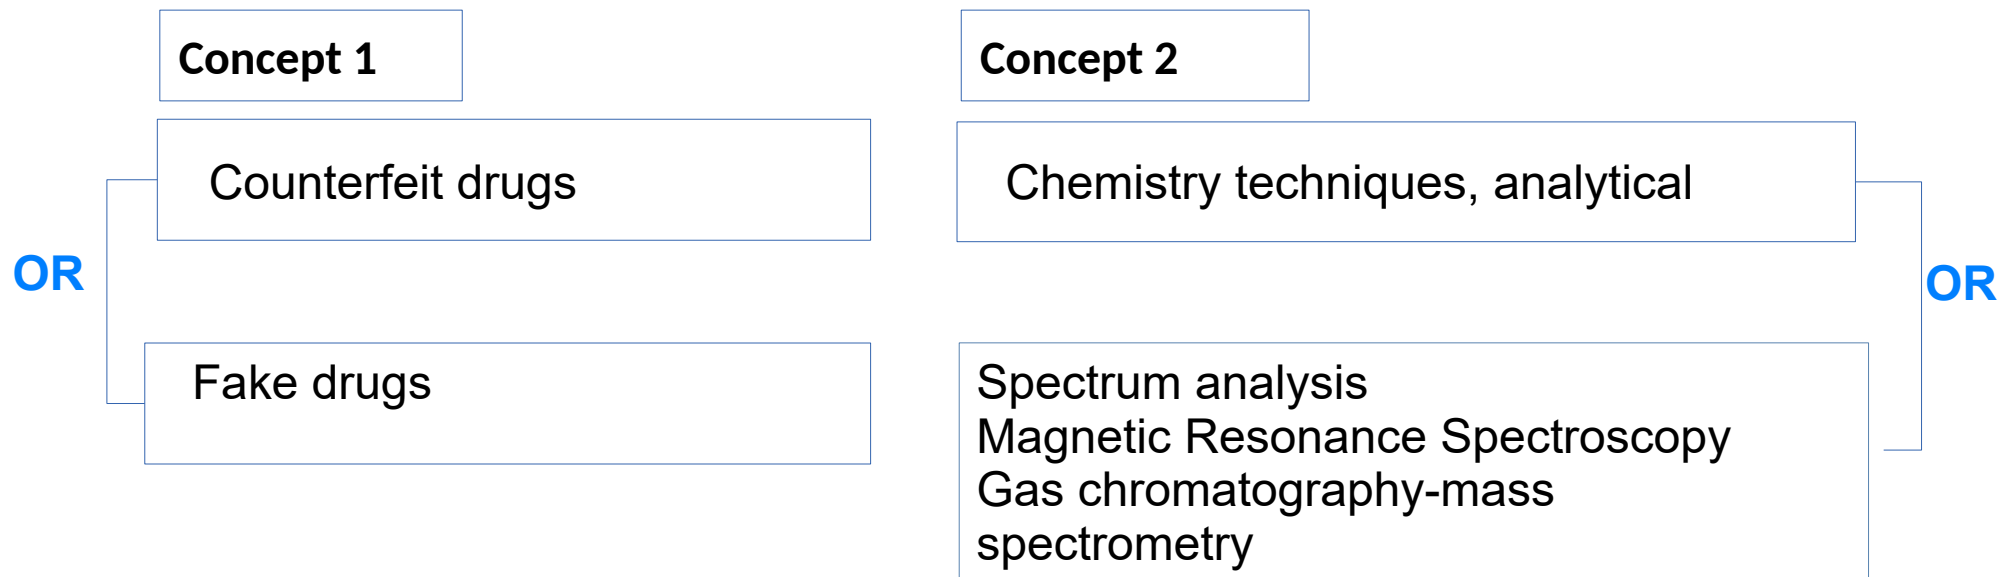 Concept 1
Concept 2
Counterfeit drugs
Chemistry techniques, analytical
OR
OR
Fake drugs
Spectrum analysis
Magnetic Resonance Spectroscopy
Gas chromatography-mass
spectrometry